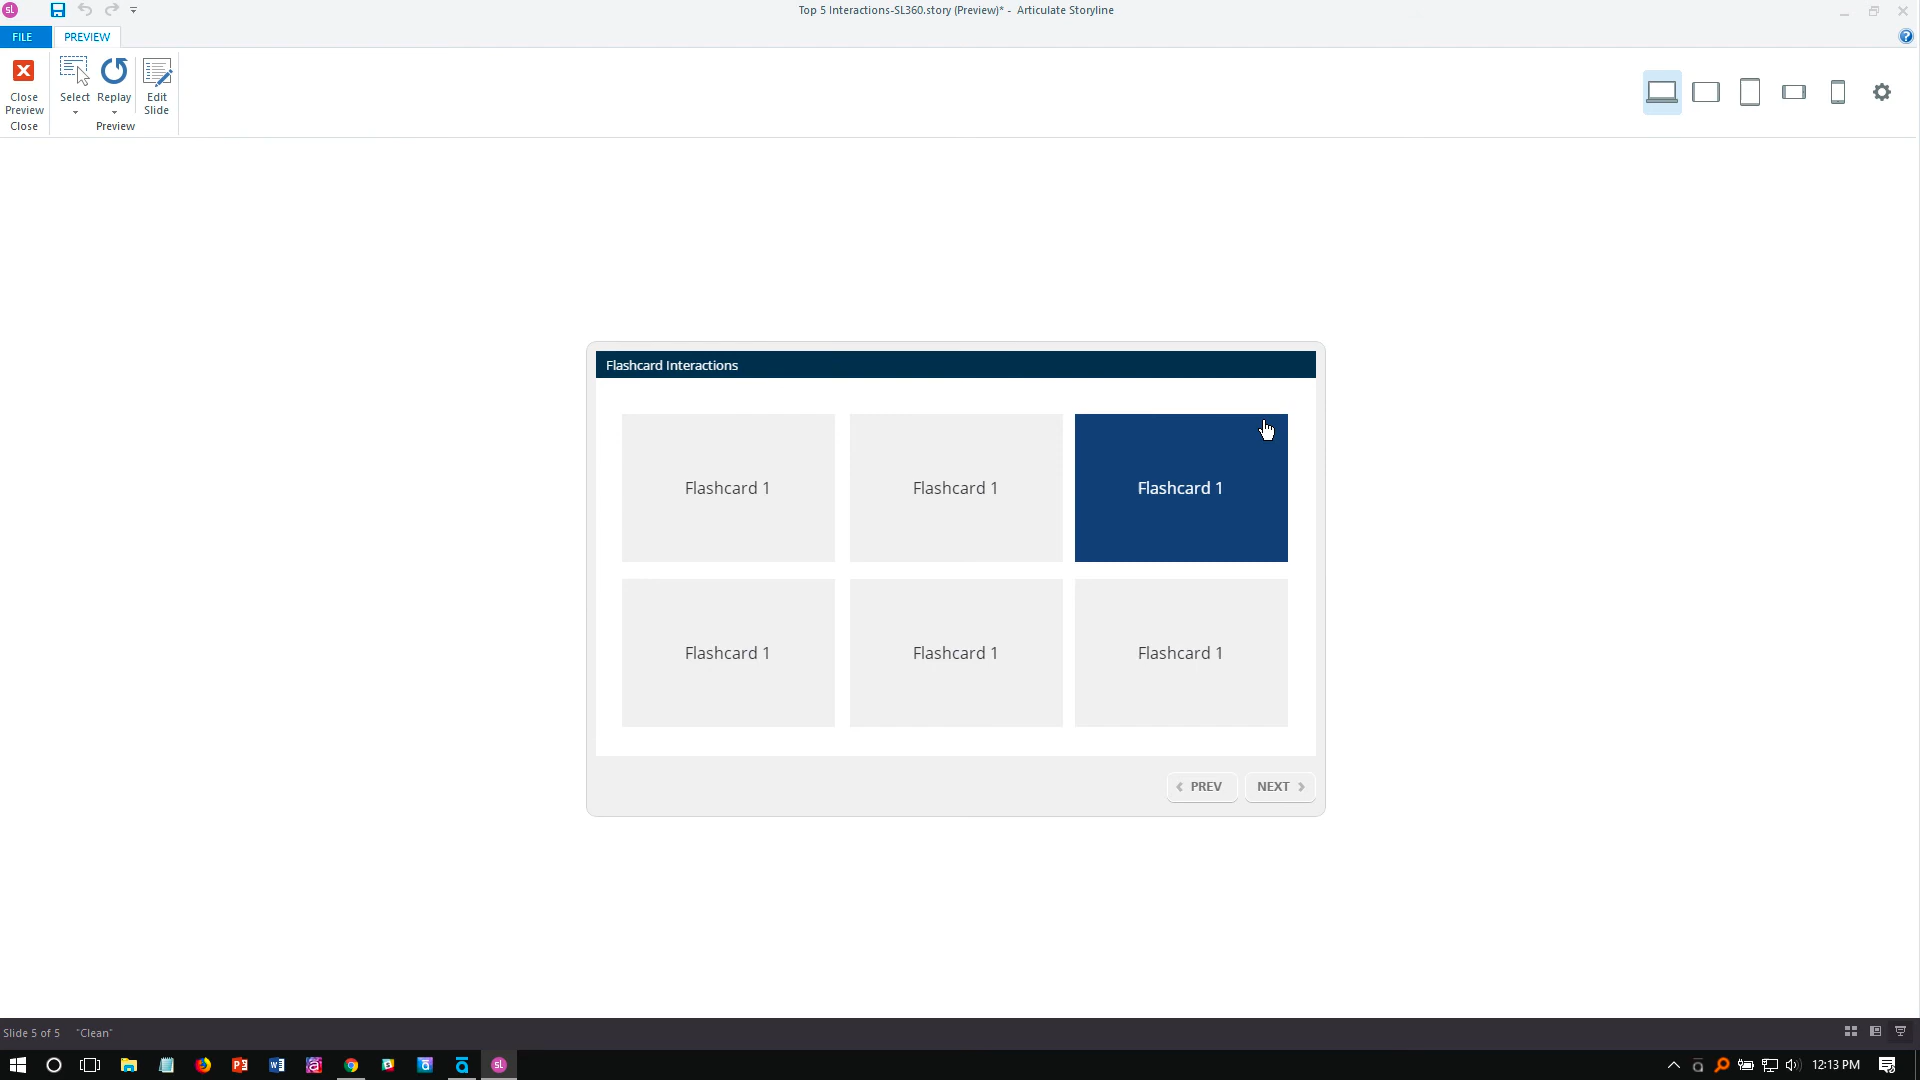 sl
Top 5 Interactions-SL360.story (Preview)* - Articulate Storyline
FILE
PREVIEW
?
Close
Preview
Select
Replay
Edit
Slide
Close
Preview
Flashcard Interactions
Flashcard 1
Flashcard 1
Flashcard 1
Flashcard 1
Flashcard 1
Flashcard 1
PREV
NEXT
Slide 5 of 5
"Clean"
sl
12:13 PM